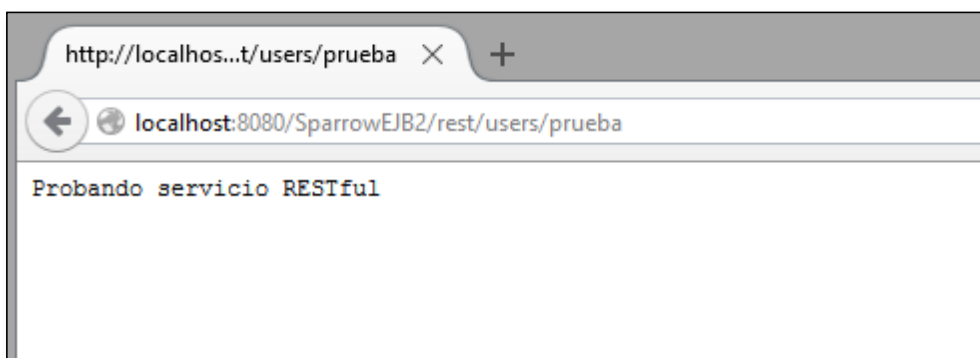 http://localhos...t/users/prueba
localhost:8080/SparrowEJB2/rest/users/prueba
Probando servicio RESTful